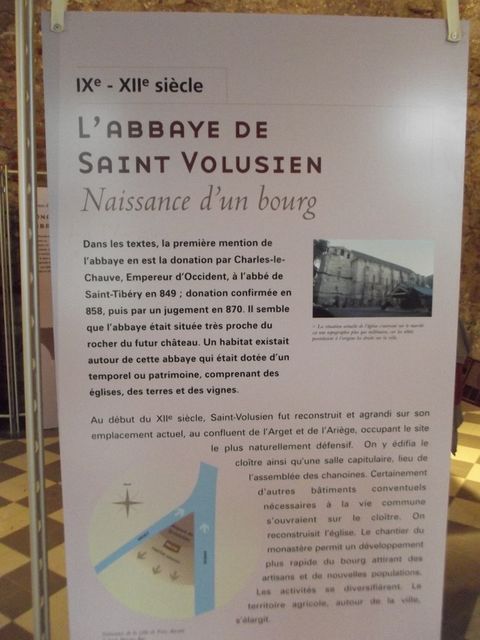 IXe - XIIe siècle
L'ABBAYE DE
SAINT VOLUSIEN
Naissance d'un bourg
Dans les textes, la première mention de
l'abbaye en est la donation par Charles-le-
Chauve, Empereur d'Occident, à l'abbé de
Saint-Tibéry en 849 ; donation confirmée en
858, puis par un jugement en 870. Il semble
que l'abbaye était située très proche du
rocher du futur château. Un habitat existait
autour de cette abbaye qui était dotée d'un
temporel ou patrimoine, comprenant des
églises, des terres et des vignes.
Au début du XIIe siècle, Saint-Volusien fut reconstruit et agrandi sur son
emplacement actuel, au confluent de l'Arget et de l'Ariège, occupant le site
le plus naturellement défensif. On y édifia le
cloître ainsi qu'une salle capitulaire, lieu de
l'assemblée des chanoines. Certainement
d'autres bâtiments conventuels
nécessaires à la vie commune
s'ouvraient sur le cloître. On
reconstruisit l'église. Le chantier du
monastère permit un développement
plus rapide du bourg attirant des
artisans et de nouvelles populations.
Les activités se diversifièrent. Le
territoire agricole, autour de la ville,
s'élargit.